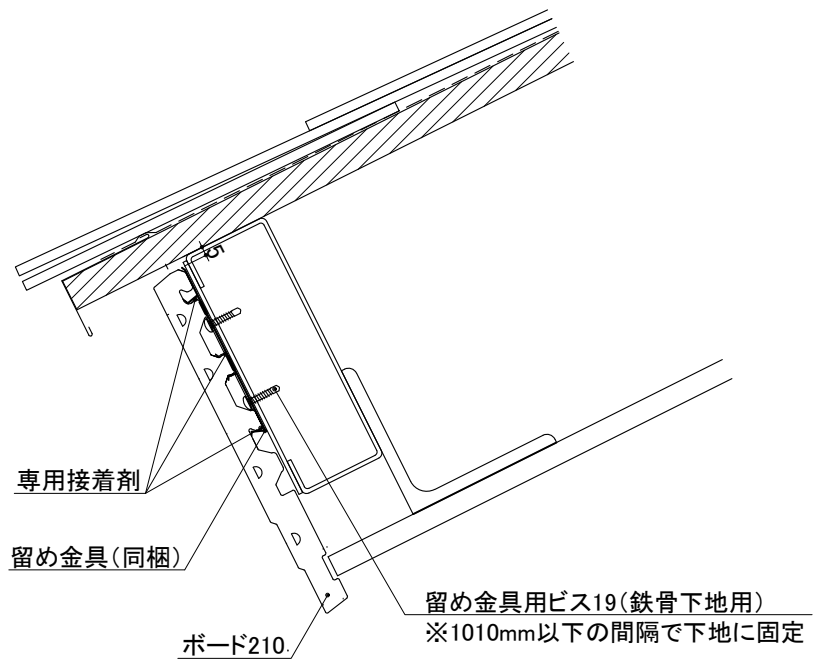 5
専用接着剤
留め金具(同梱)
ボード210
留め金具用ビス19(鉄骨下地用)
※1010mm以下の間隔で下地に固定